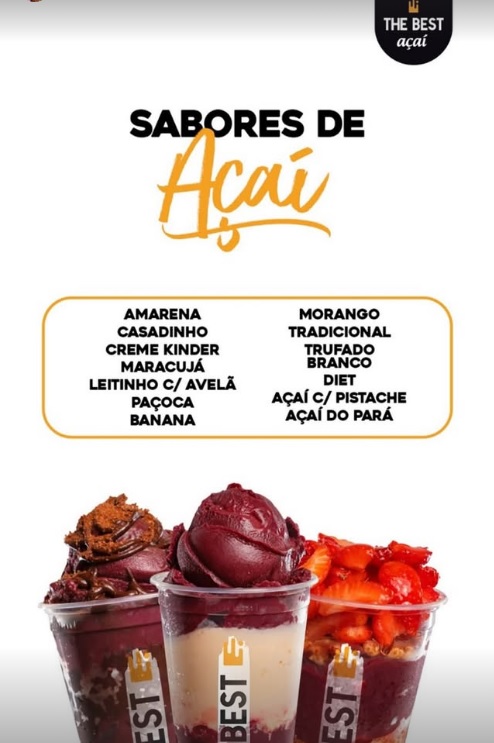 THE BEST
açaí
SABORES DE
Açaí
AMARENA
CASADINHO
CREME KINDER
MARACUJÁ
LEITINHO C/ AVELÃ
PAÇOCA
BANANA
MORANGO
TRADICIONAL
TRUFADO
BRANCO
DIET
AÇAÍ C/ PISTACHE
AÇAÍ DO PARÁ
EST
BEST
BEST